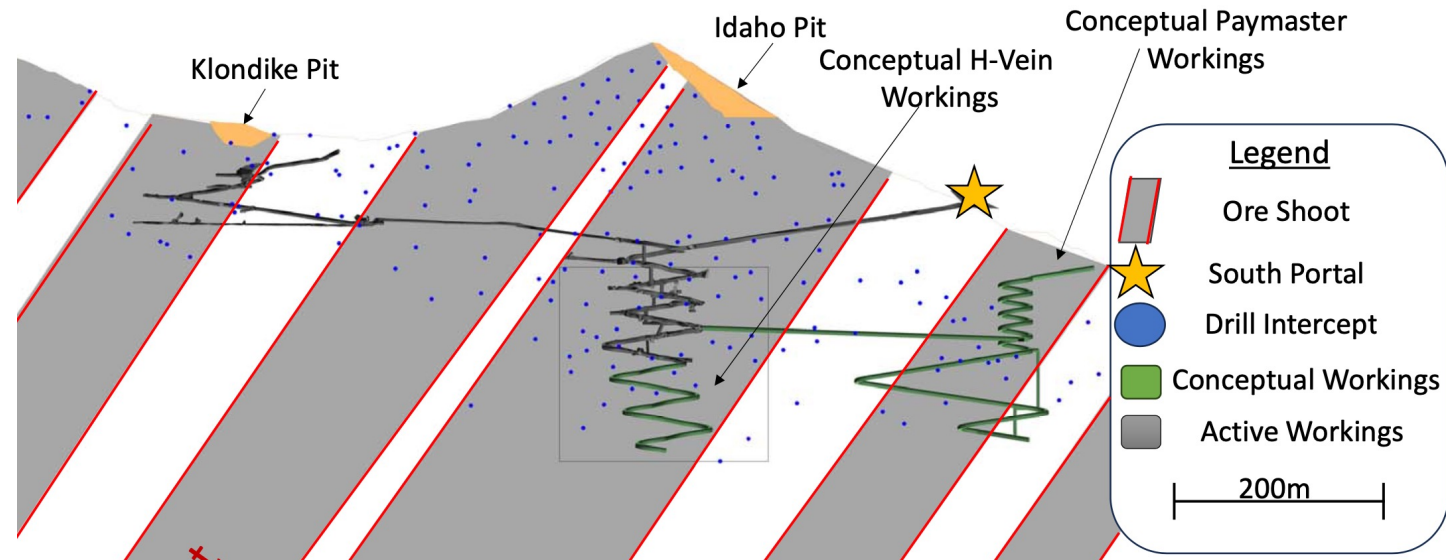 Klondike Pit
Idaho Pit
Conceptual H-Vein
Workings
Conceptual Paymaster
Workings
Legend
Ore Shoot
South Portal
Drill Intercept
Conceptual Workings
Active Workings
200m